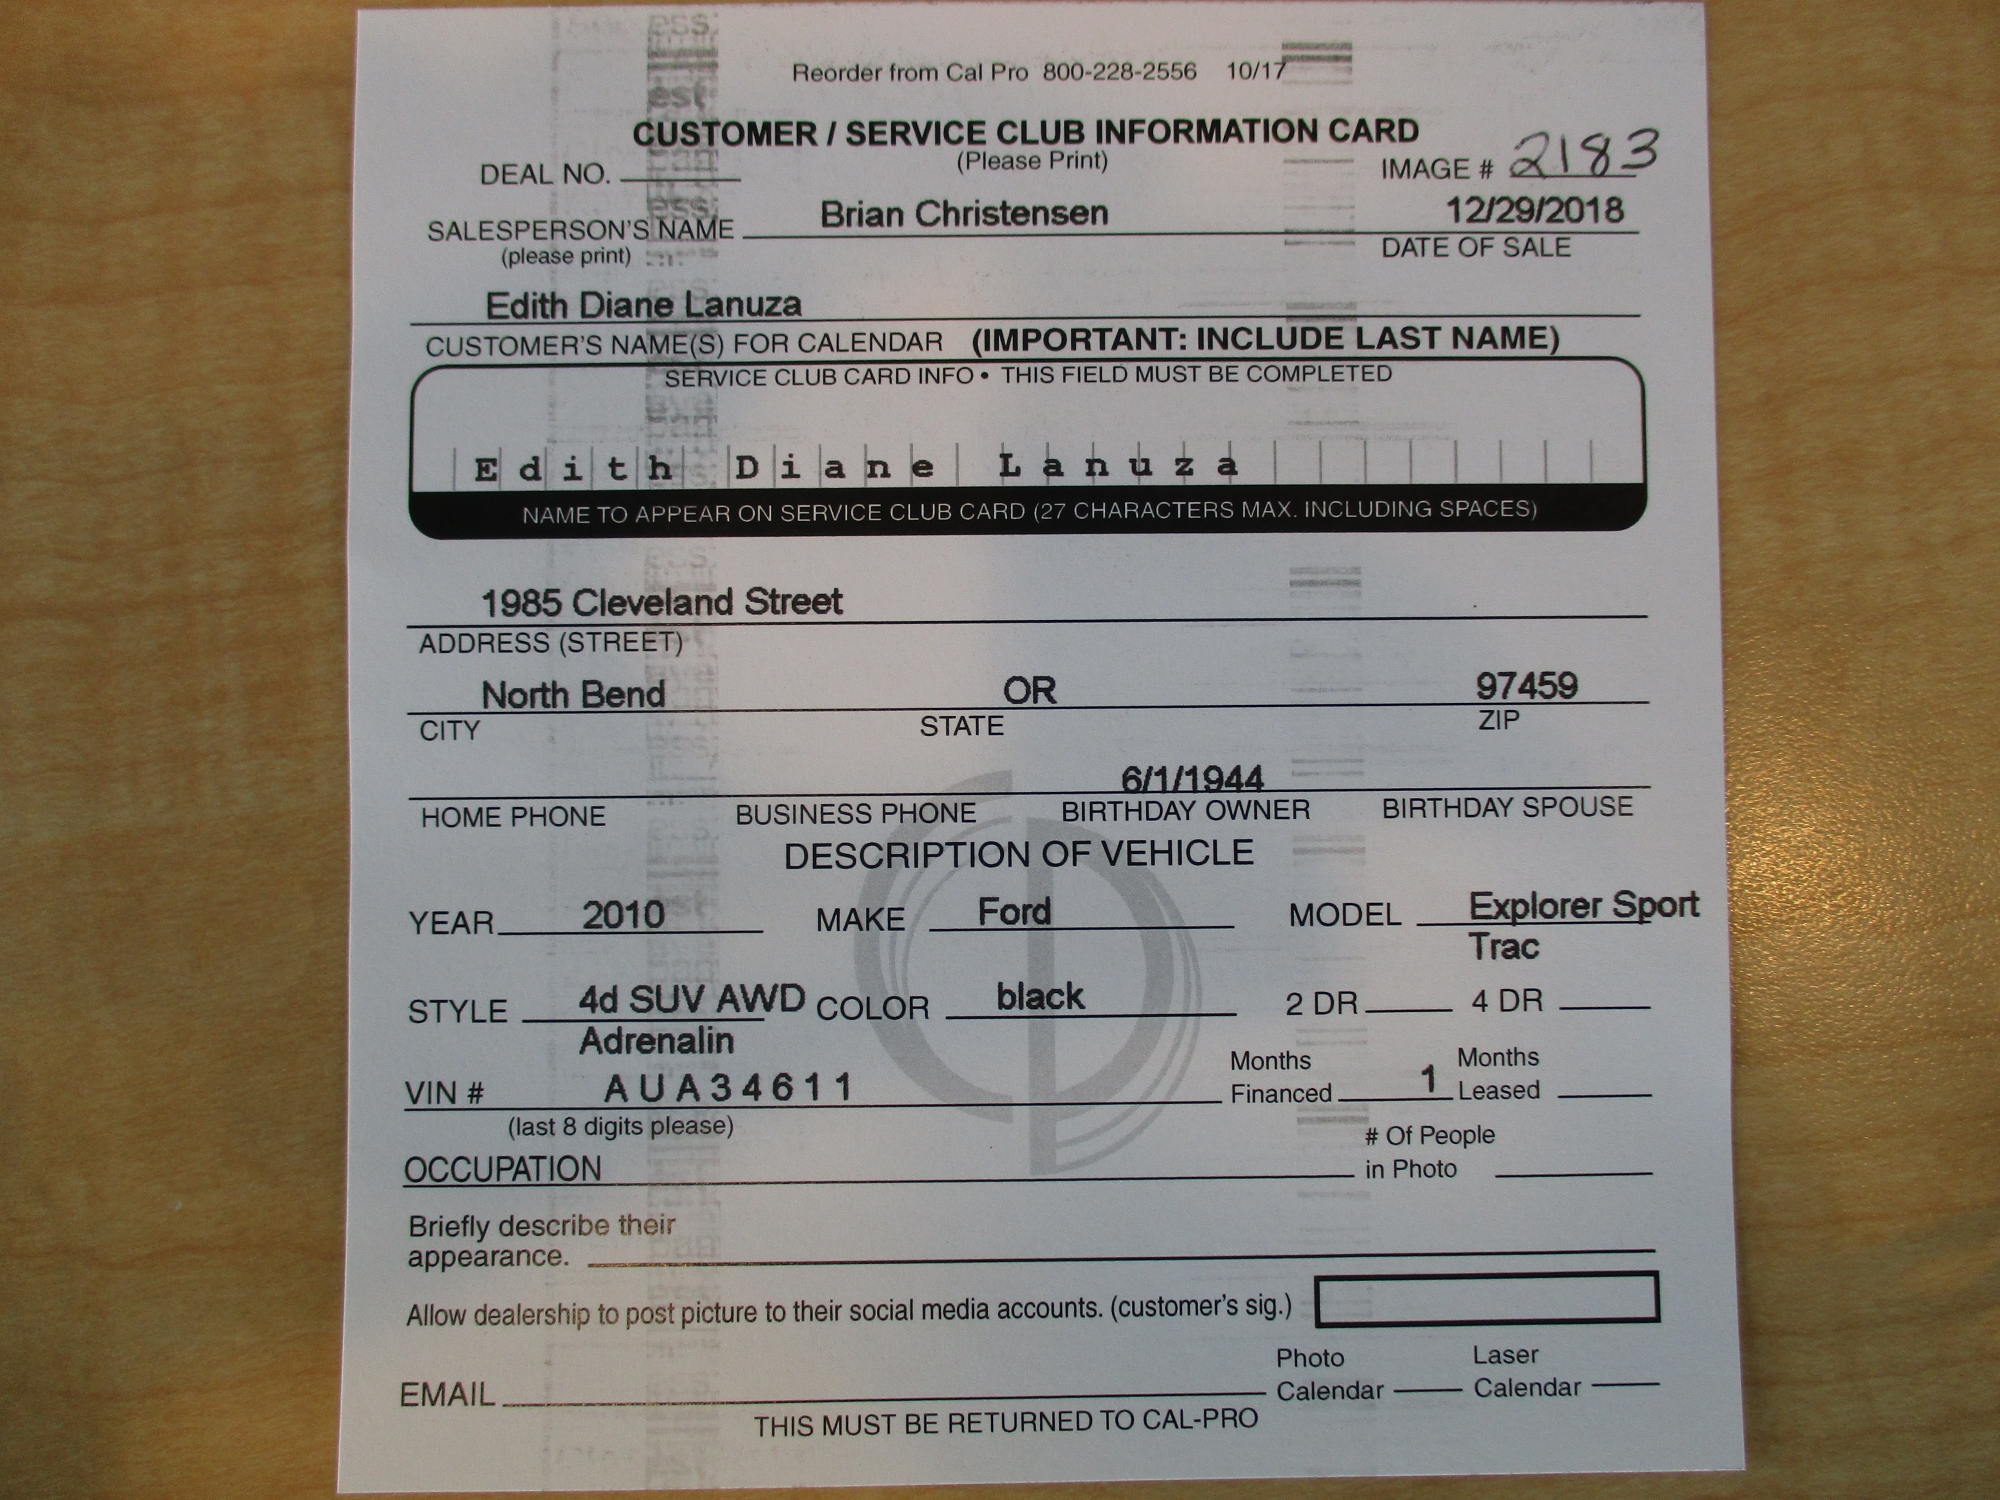 Reorder from Cal Pro 800-228-2556 10/17
CUSTOMER / SERVICE CLUB INFORMATION CARD
(Please Print)
DEAL NO. IMAGE # 2183
SALESPERSON'S NAME Brian Christensen 12/29/2018
(please print) DATE OF SALE
Edith Diane Lanuza
CUSTOMER'S NAME(S) FOR CALENDAR (IMPORTANT: INCLUDE LAST NAME)
SERVICE CLUB CARD INFO • THIS FIELD MUST BE COMPLETED
Edith Diane Lanuza
NAME TO APPEAR ON SERVICE CLUB CARD (27 CHARACTERS MAX. INCLUDING SPACES)
1985 Cleveland Street
ADDRESS (STREET)
North Bend OR 97459
CITY STATE ZIP
6/1/1944
HOME PHONE BUSINESS PHONE BIRTHDAY OWNER BIRTHDAY SPOUSE
DESCRIPTION OF VEHICLE
YEAR 2010 MAKE Ford MODEL Explorer Sport
Trac
STYLE 4d SUV AWD COLOR black 2 DR 4 DR
Adrenalin
VIN # AUA34611 Months Financed 1 Months Leased
(last 8 digits please)
OCCUPATION # Of People in Photo
Briefly describe their
appearance.
Allow dealership to post picture to their social media accounts. (customer's sig.)
EMAIL Photo Calendar Laser Calendar
THIS MUST BE RETURNED TO CAL-PRO